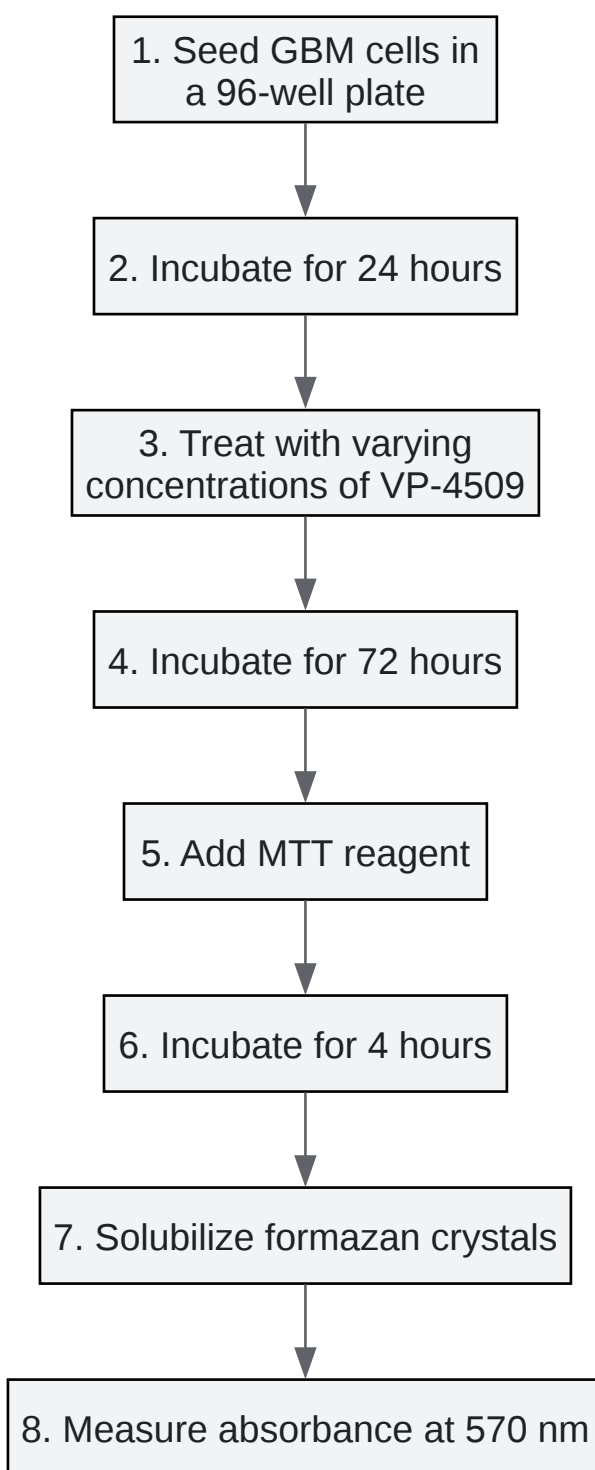 1. Seed GBM cells in
a 96-well plate
2. Incubate for 24 hours
3. Treat with varying
concentrations of VP-4509
4. Incubate for 72 hours
5. Add MTT reagent
6. Incubate for 4 hours
7. Solubilize formazan crystals
8. Measure absorbance at 570 nm